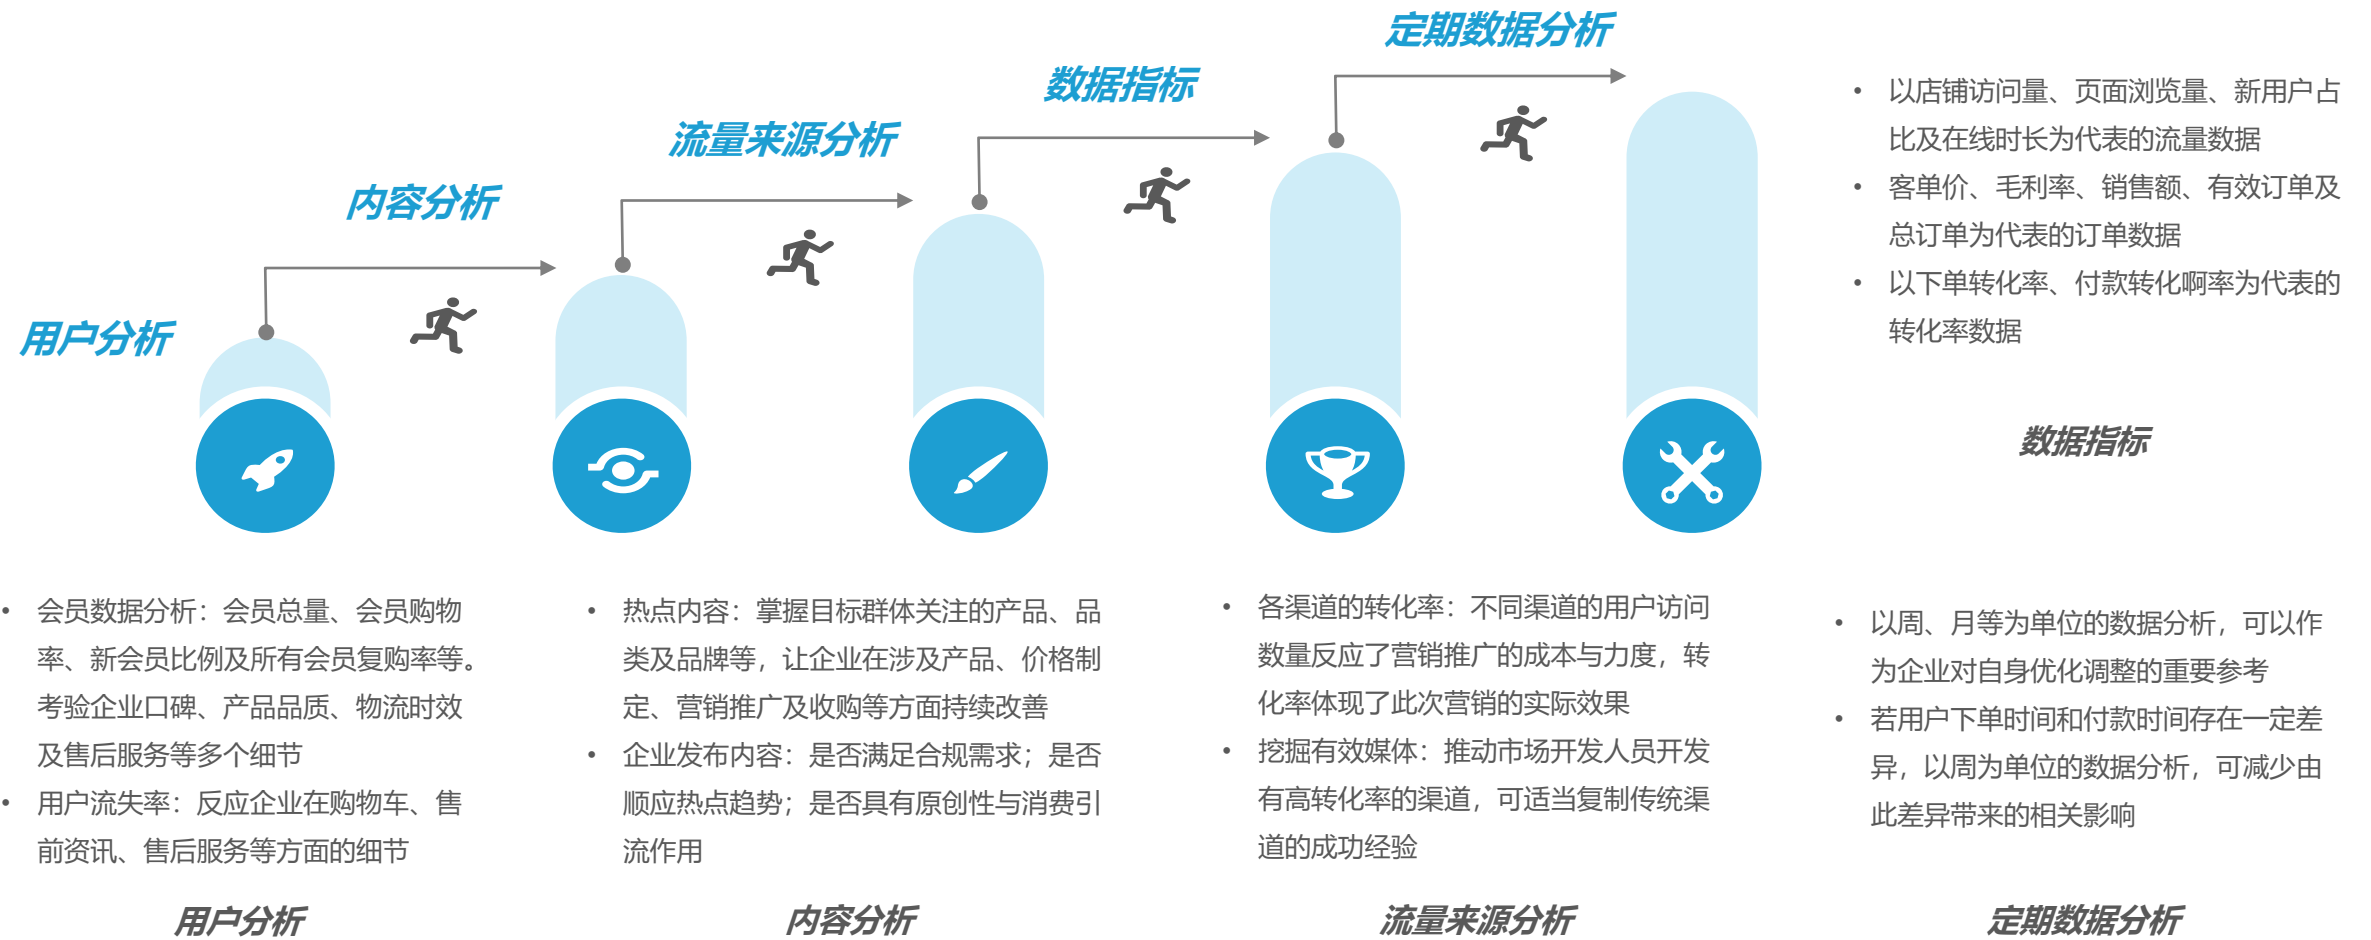 定期数据分析
数据指标
流量来源分析
内容分析
用户分析
• 以店铺访问量、页面浏览量、新用户占
比及在线时长为代表的流量数据
• 客单价、毛利率、销售额、有效订单及
总订单为代表的订单数据
• 以下单转化率、付款转化啊率为代表的
转化率数据
数据指标
• 会员数据分析：会员总量、会员购物
率、新会员比例及所有会员复购率等。
考验企业口碑、产品品质、物流时效
及售后服务等多个细节
• 用户流失率：反应企业在购物车、售
前资讯、售后服务等方面的细节
用户分析
• 热点内容：掌握目标群体关注的产品、品
类及品牌等，让企业在涉及产品、价格制
定、营销推广及收购等方面持续改善
• 企业发布内容：是否满足合规需求；是否
顺应热点趋势；是否具有原创性与消费引
流作用
内容分析
• 各渠道的转化率：不同渠道的用户访问
数量反应了营销推广的成本与力度，转
化率体现了此次营销的实际效果
• 挖掘有效媒体：推动市场开发人员开发
有高转化率的渠道，可适当复制传统渠
道的成功经验
流量来源分析
• 以周、月等为单位的数据分析，可以作
为企业对自身优化调整的重要参考
• 若用户下单时间和付款时间存在一定差
异，以周为单位的数据分析，可减少由
此差异带来的相关影响
定期数据分析